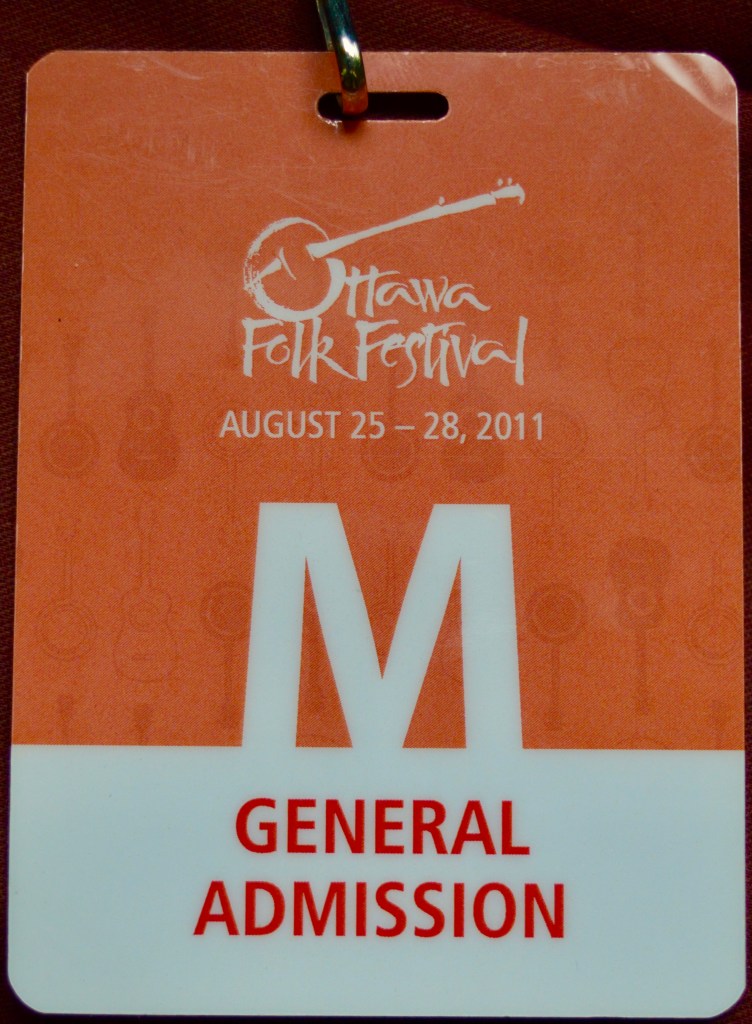 Ottawa
Folk Festival
AUGUST 25 – 28, 2011
M
GENERAL
ADMISSION